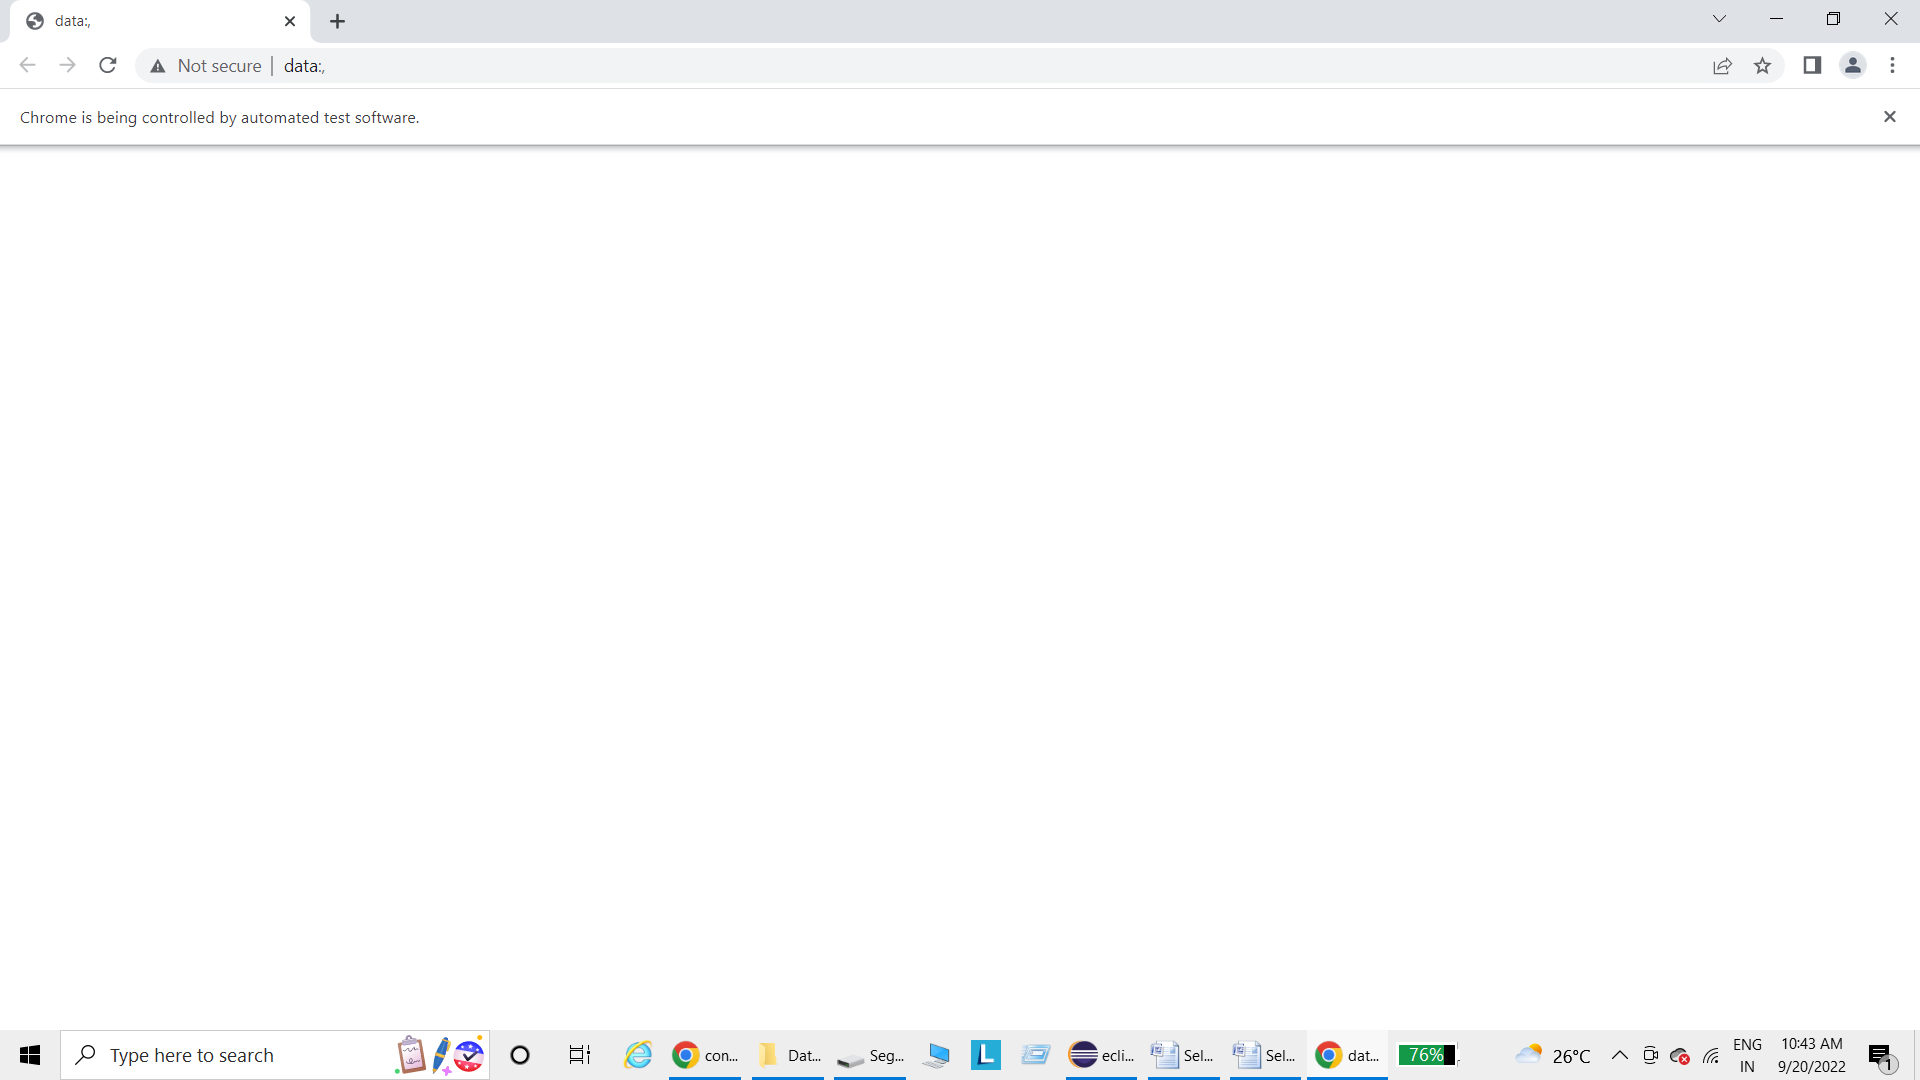 data:,
Not secure data:,
Chrome is being controlled by automated test software.
Type here to search
con...
Dat...
Seg...
L
ecli...
Sel...
Sel...
dat...
76%
26°C
ENG
IN
10:43 AM
9/20/2022
1